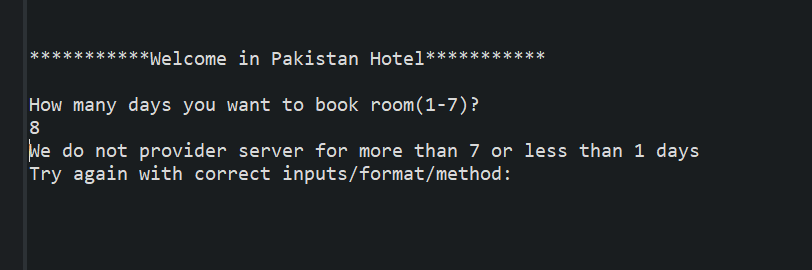 ***********Welcome in Pakistan Hotel***********
How many days you want to book room(1-7)?
8
We do not provider server for more than 7 or less than 1 days
Try again with correct inputs/format/method: